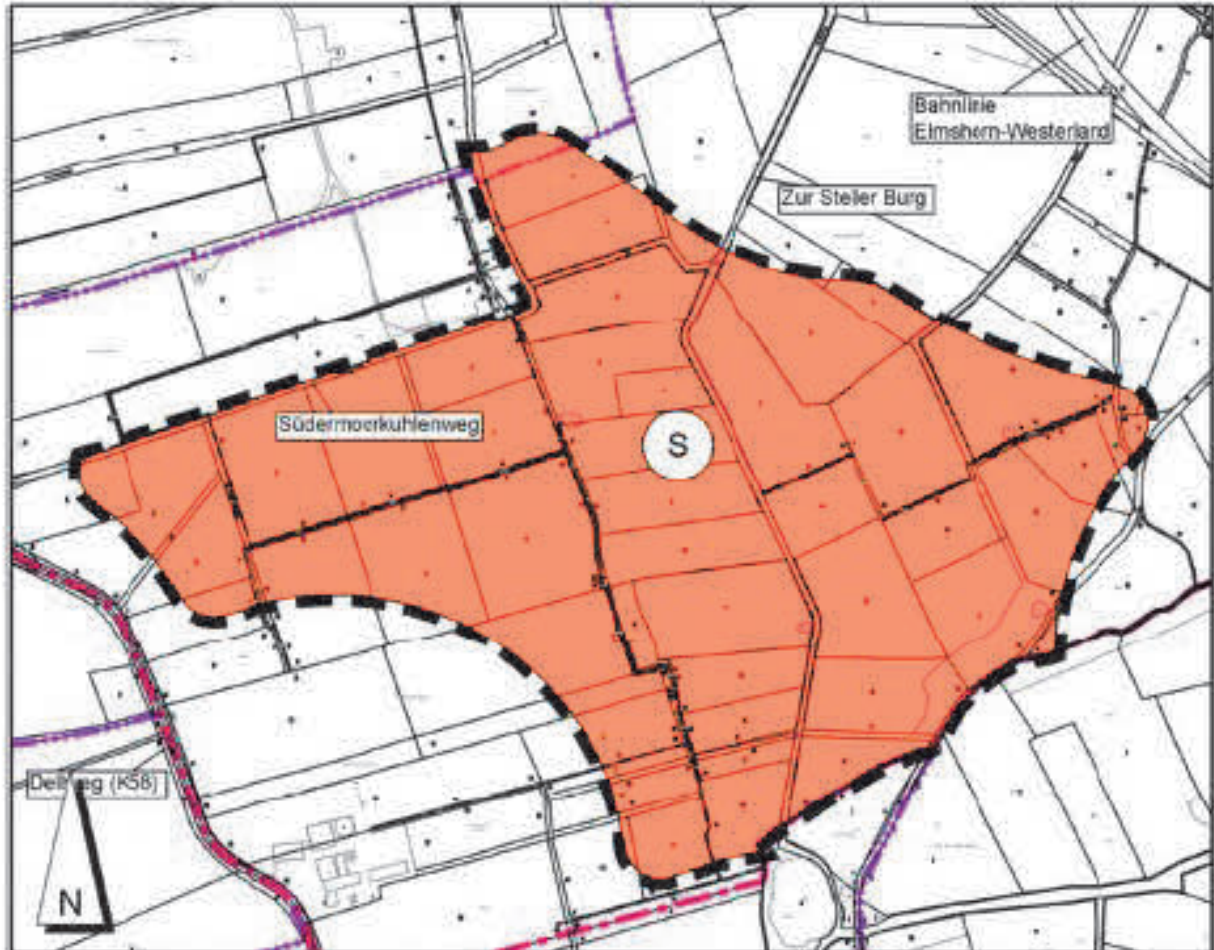 Bahnlinie
Elmshorn-Westerland
Zur Steller Burg
Südermoorkuhlenweg
S
(K58)
N